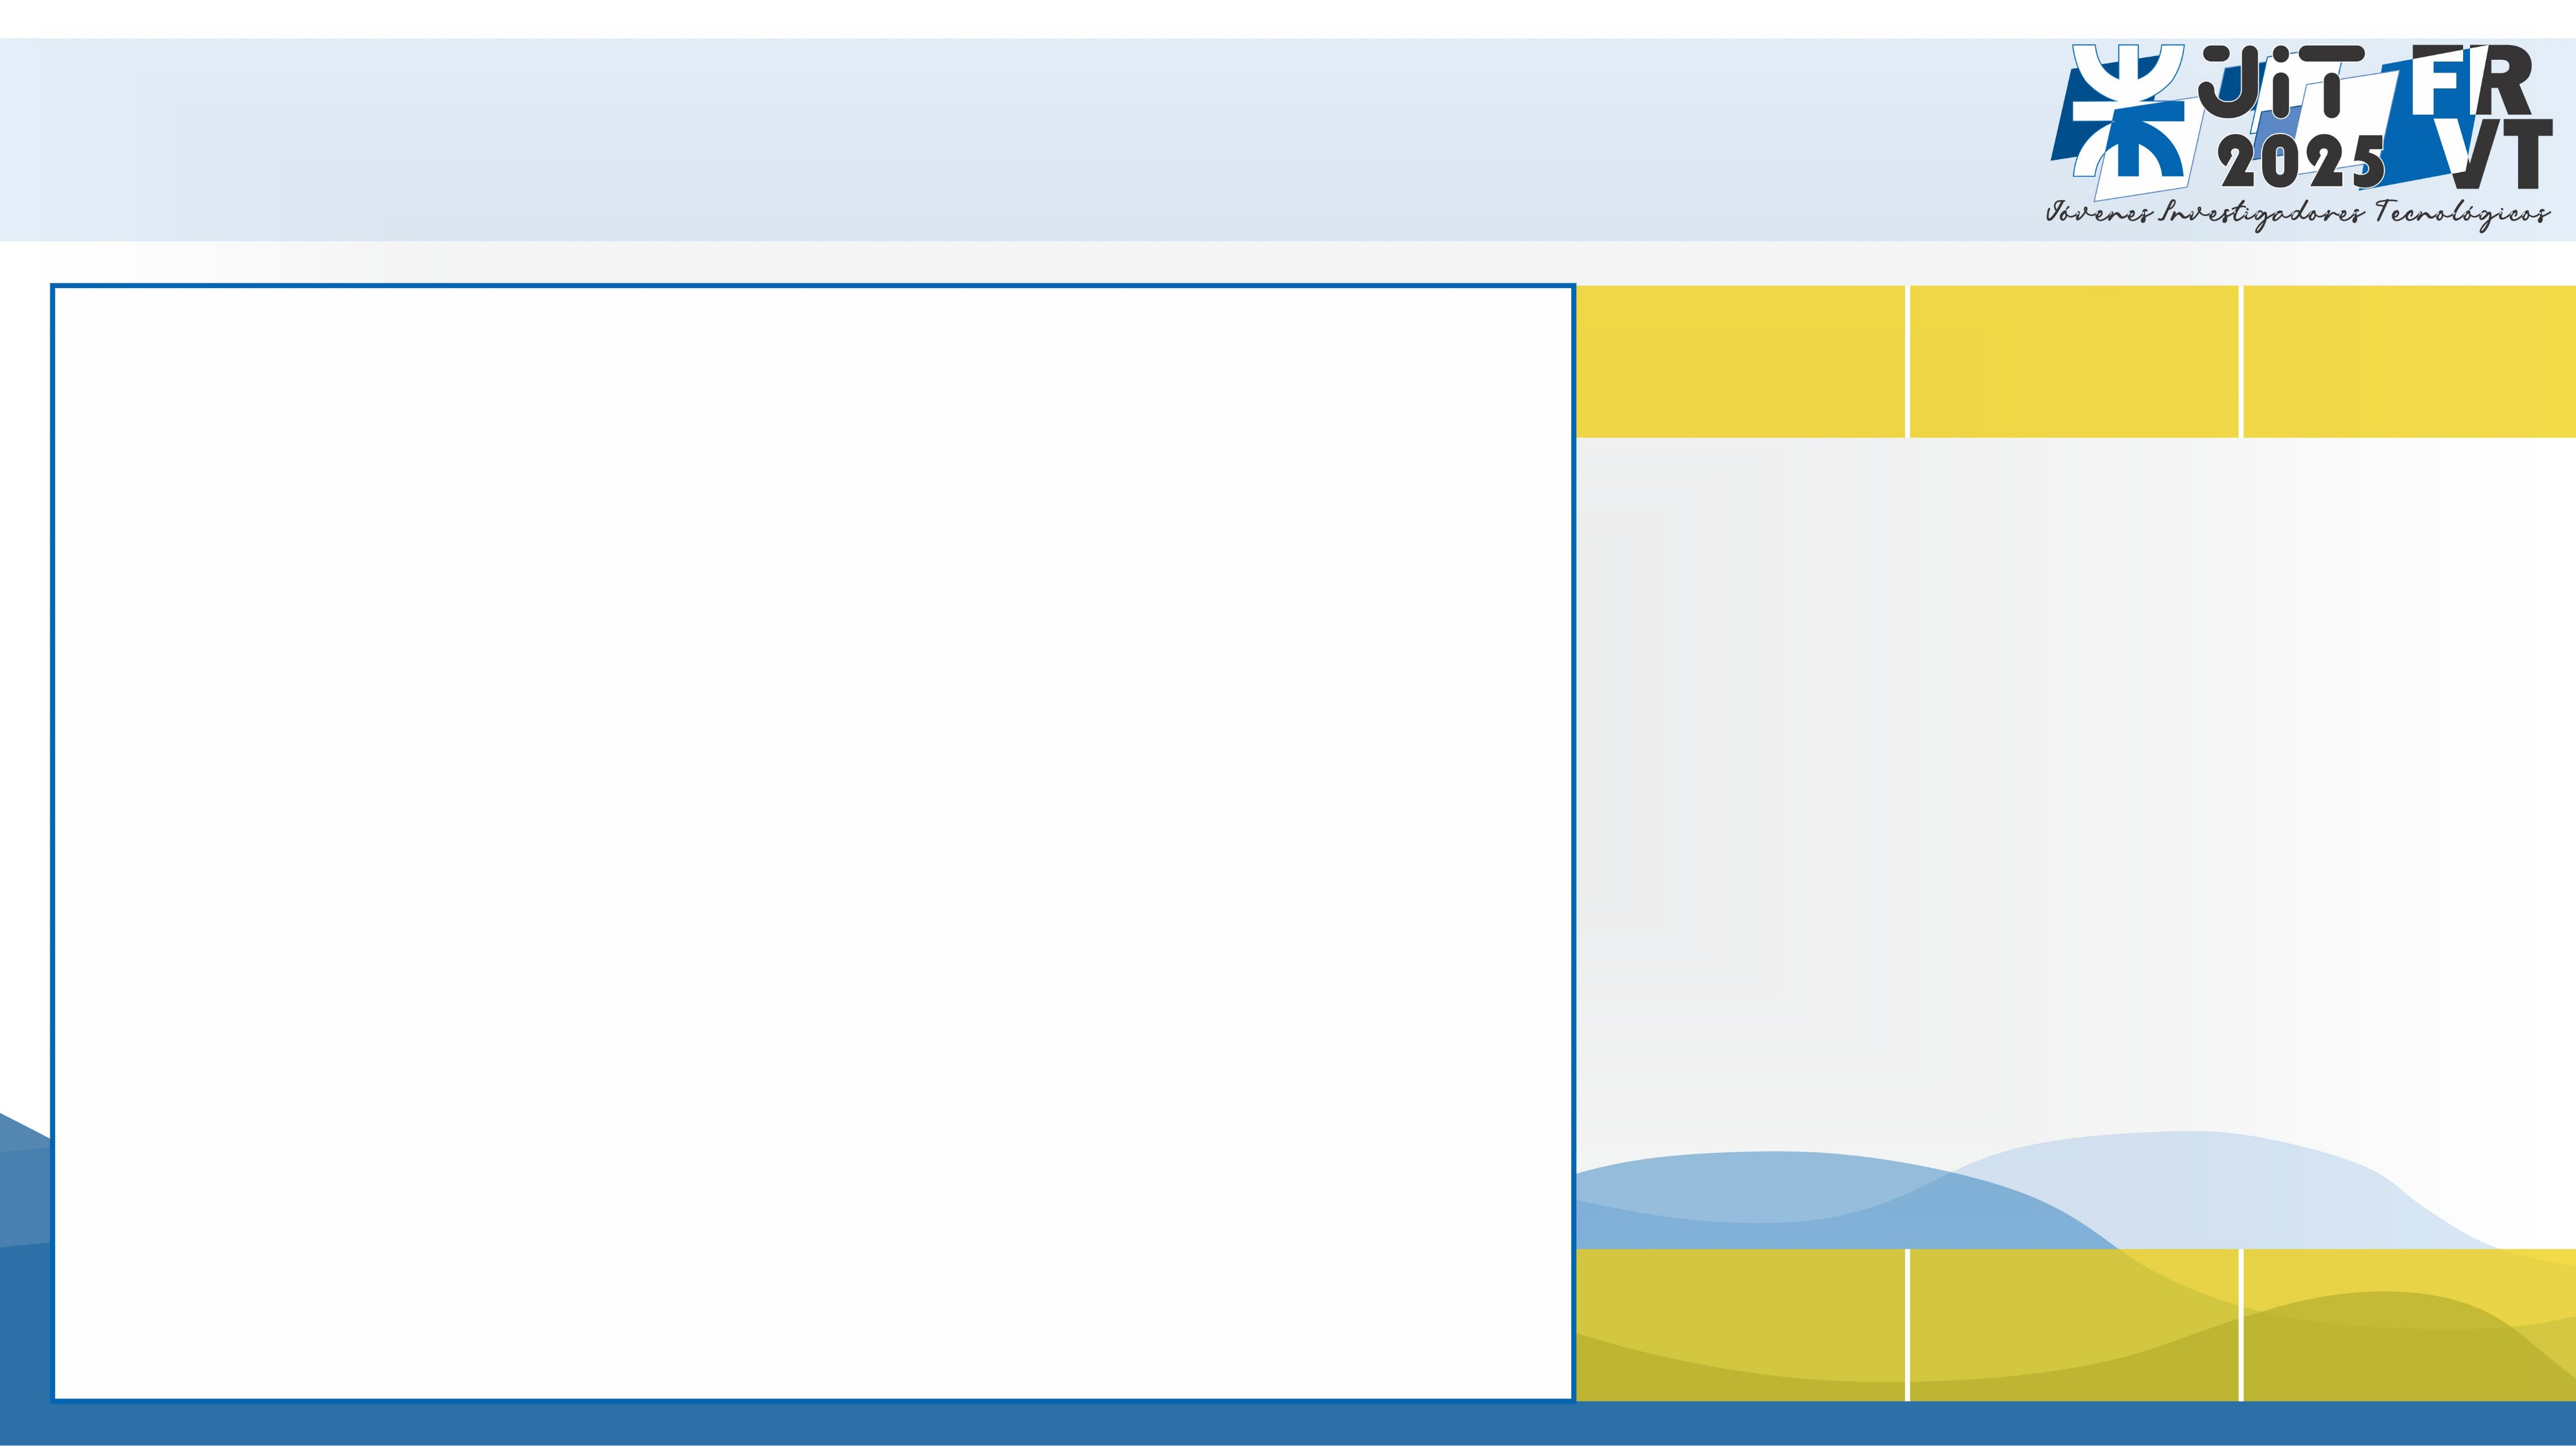 JiT FR
2025 VT
Jóvenes Investigadores Tecnológicos